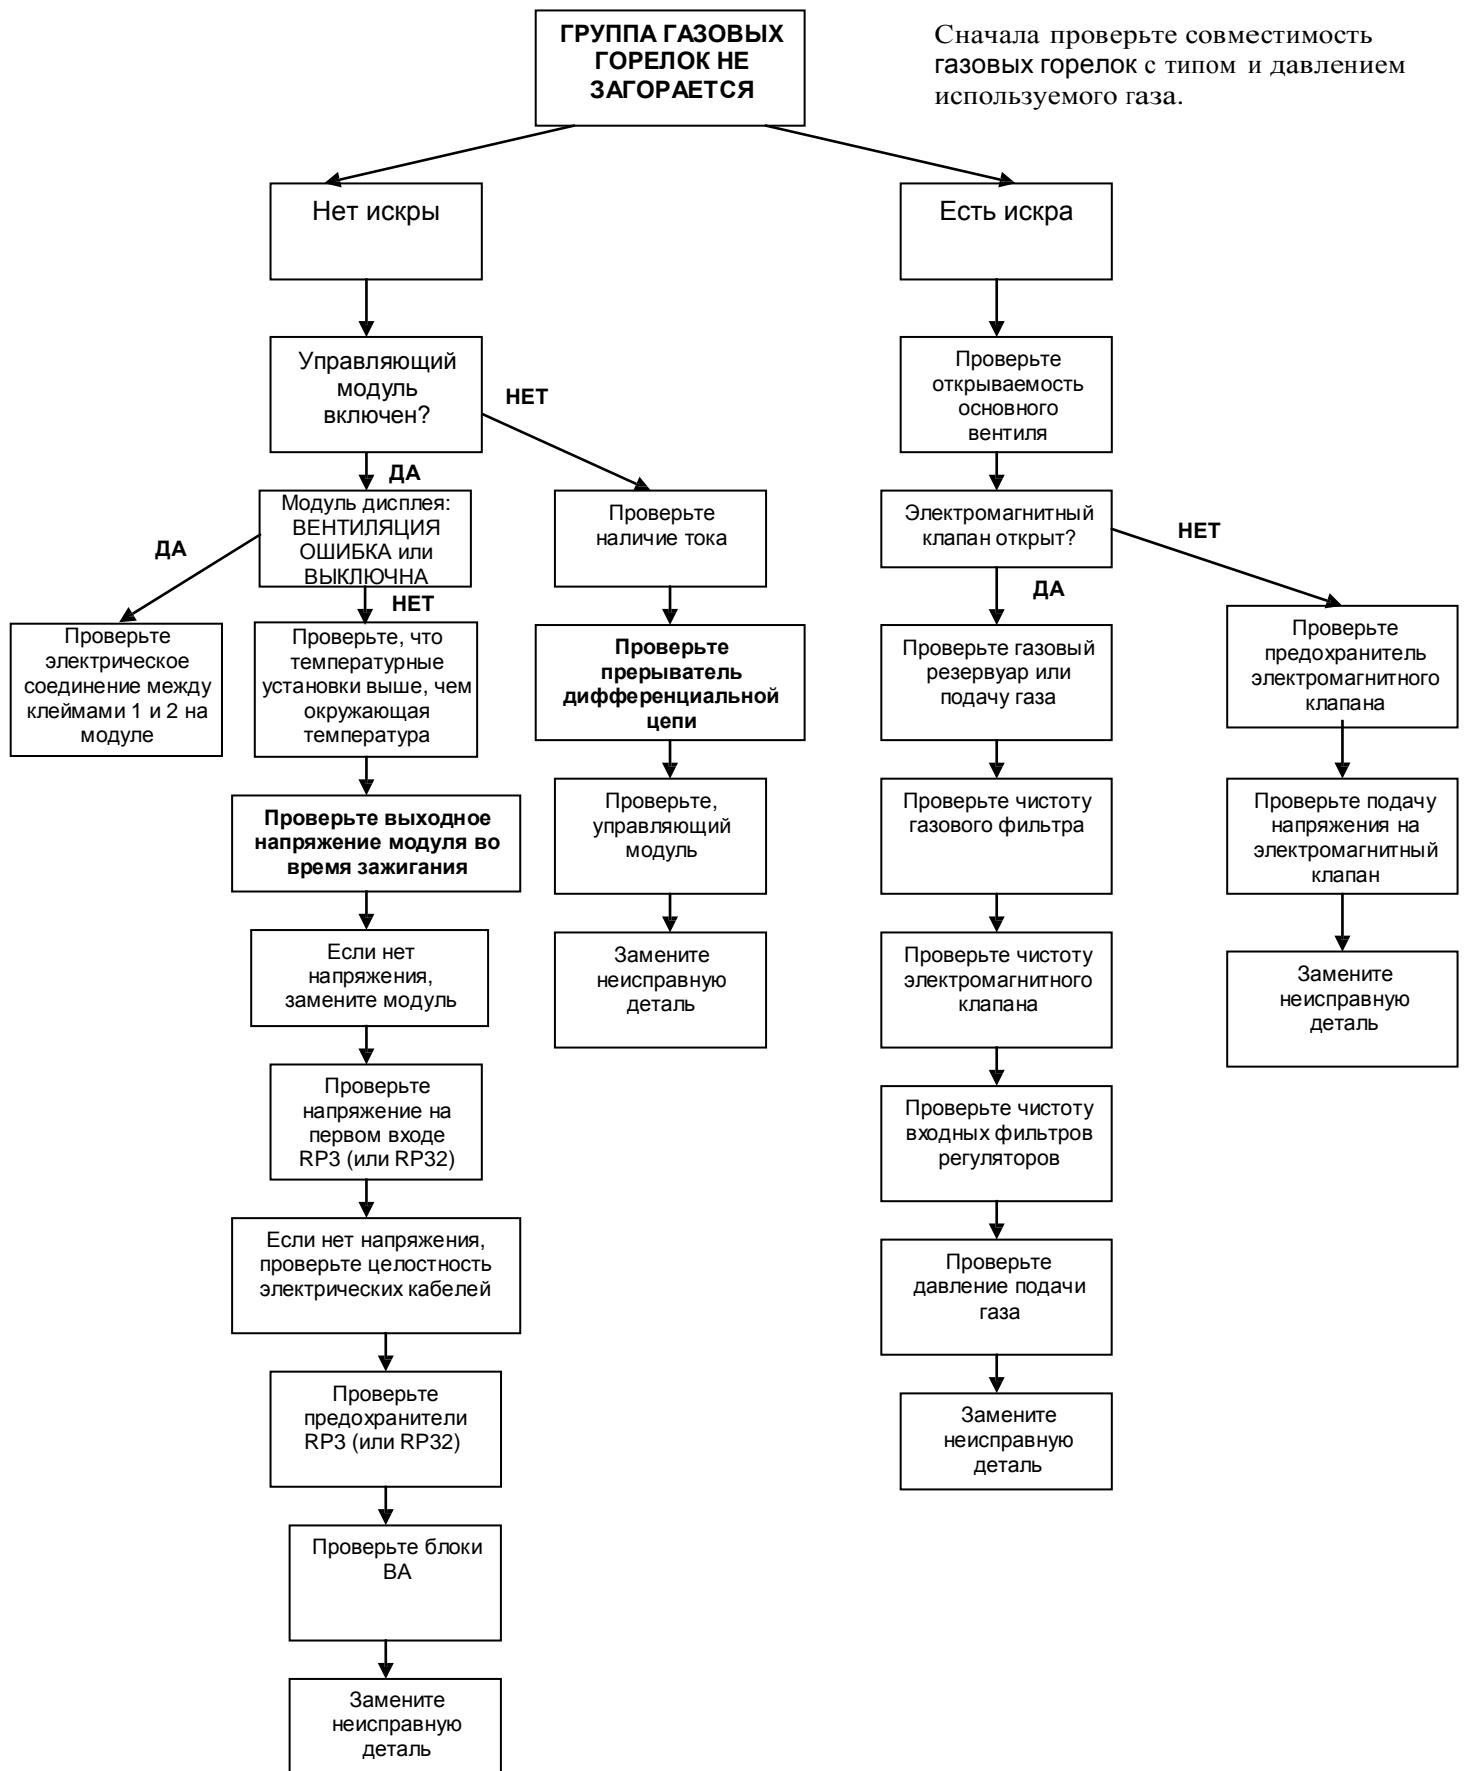 ГРУППА ГАЗОВЫХ
ГОРЕЛОК НЕ
ЗАГОРАЕТСЯ
Сначала проверьте совместимость
газовых горелок с типом и давлением
используемого газа.
Нет искры
Есть искра
Управляющий
модуль
включен?
НЕТ
Проверьте
открываемость
основного
вентиля
ДА
Модуль дисплея:
ВЕНТИЛЯЦИЯ
ОШИБКА или
ВЫКЛЮЧНА
ДА
НЕТ
Проверьте
наличие тока
Электромагнитный
клапан открыт?
НЕТ
ДА
Проверьте
электрическое
соединение между
клеймами 1 и 2 на
модуле
Проверьте, что
температурные
установки выше, чем
окружающая
температура
Проверьте
прерыватель
дифференциальной
цепи
Проверьте газовый
резервуар или
подачу газа
Проверьте
предохранитель
электромагнитного
клапана
Проверьте выходное
напряжение модуля во
время зажигания
Проверьте,
управляющий
модуль
Проверьте чистоту
газового фильтра
Проверьте подачу
напряжения на
электромагнитный
клапан
Если нет
напряжения,
замените модуль
Замените
неисправную
деталь
Проверьте чистоту
электромагнитного
клапана
Замените
неисправную
деталь
Проверьте
напряжение на
первом входе
RP3 (или RP32)
Проверьте чистоту
входных фильтров
регуляторов
Если нет напряжения,
проверьте целостность
электрических кабелей
Проверьте
давление подачи
газа
Проверьте
предохранители
RP3 (или RP32)
Замените
неисправную
деталь
Проверьте блоки
ВА
Замените
неисправную
деталь